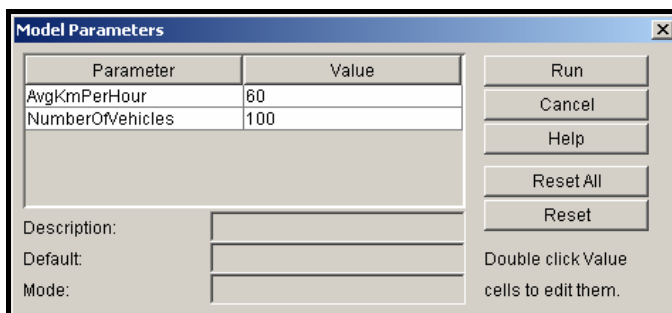 Model Parameters
Parameter Value
AvgKmPerHour 60
NumberOfVehicles 100
Description:
Default:
Mode:
Run
Cancel
Help
Reset All
Reset
Double click Value
cells to edit them.